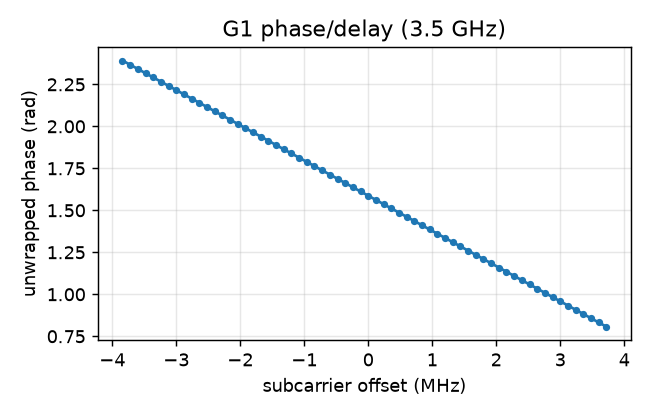 G1 phase/delay (3.5 GHz)
unwrapped phase (rad)
2.25
2.00
1.75
1.50
1.25
1.00
0.75
−4 −3 −2 −1 0 1 2 3 4
subcarrier offset (MHz)